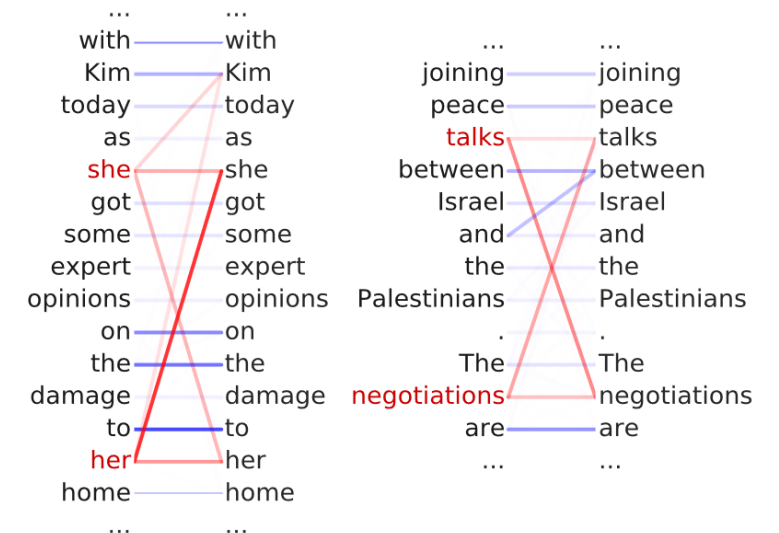 ... ...
with with
Kim Kim
today today
as as
she she
got got
some some
expert expert
opinions opinions
on on
the the
damage damage
to to
her her
home home
... ...
... ...
joining joining
peace peace
talks talks
between between
Israel Israel
and and
the the
Palestinians Palestinians
. .
The The
negotiations negotiations
are are
... ...